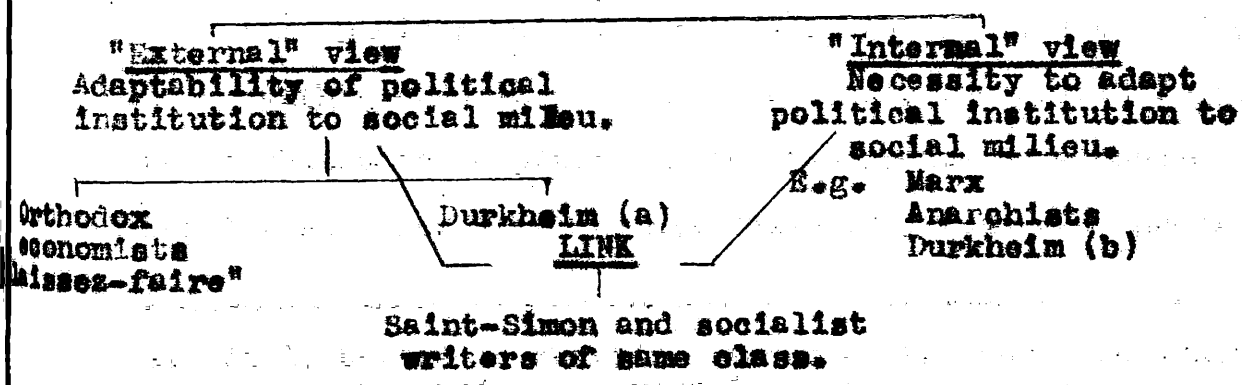 "External" view
Adaptability of political
institution to social milieu.
"Internal" view
Necessity to adapt
political institution to
social milieu.
E.g. Marx
Anarchists
Durkheim (b)
Orthodox
economists
laissez-faire"
Durkheim (a)
LINK
Saint-Simon and socialist
writers of same class.